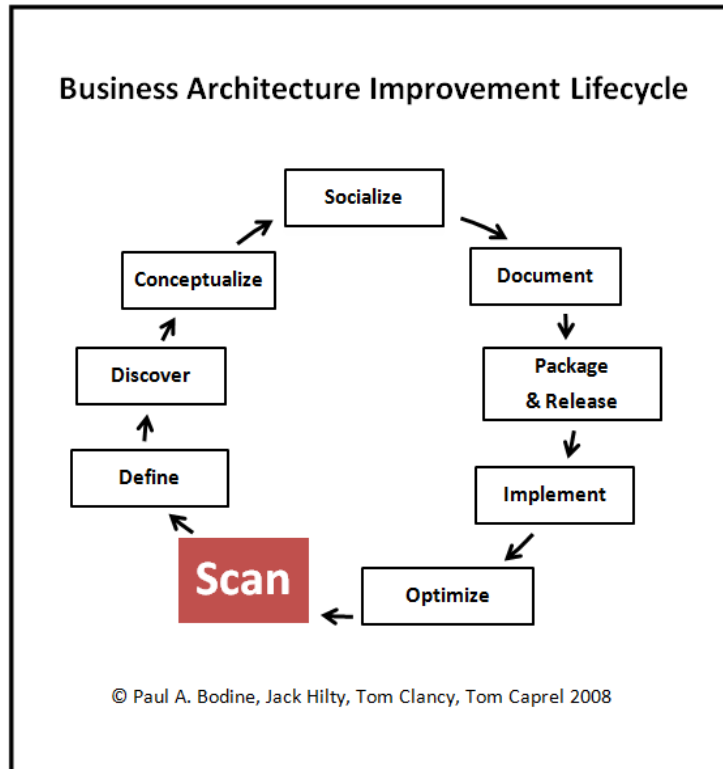 Business Architecture Improvement Lifecycle
Socialize
Conceptualize
Document
Discover
Package
& Release
Define
Implement
Scan
Optimize
© Paul A. Bodine, Jack Hilty, Tom Clancy, Tom Caprel 2008